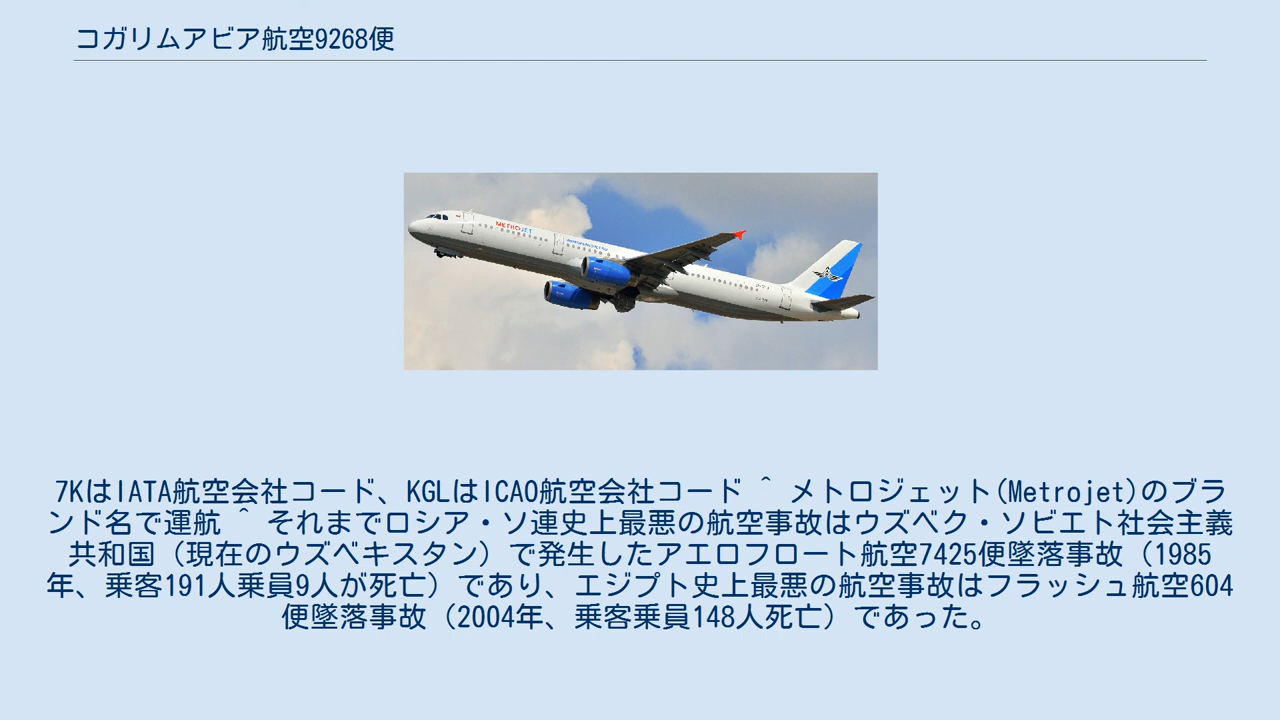 コガリムアビア航空9268便
METROJET
7KはIATA航空会社コード、KGLはICAO航空会社コード ^ メトロジェット(Metrojet)のブラ
ンド名で運航 ^ それまでロシア・ソ連史上最悪の航空事故はウズベク・ソビエト社会主義
共和国（現在のウズベキスタン）で発生したアエロフロート航空7425便墜落事故（1985
年、乗客191人乗員9人が死亡）であり、エジプト史上最悪の航空事故はフラッシュ航空604
便墜落事故（2004年、乗客乗員148人死亡）であった。